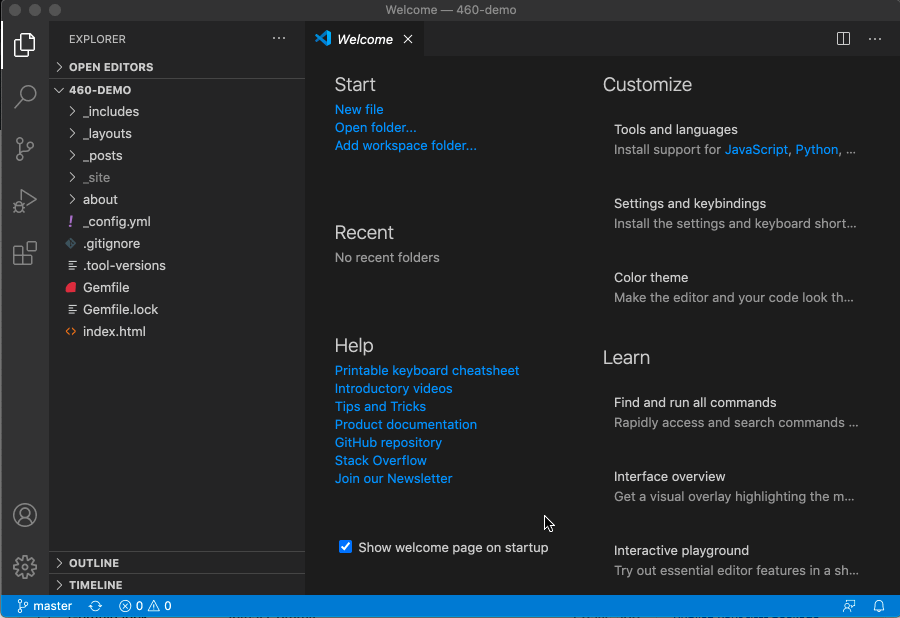 Welcome — 460-demo
EXPLORER
OPEN EDITORS
460-DEMO
_includes
_layouts
_posts
_site
about
! _config.yml
.gitignore
.tool-versions
Gemfile
Gemfile.lock
<> index.html
OUTLINE
TIMELINE
Welcome
Start
New file
Open folder...
Add workspace folder...
Recent
No recent folders
Help
Printable keyboard cheatsheet
Introductory videos
Tips and Tricks
Product documentation
GitHub repository
Stack Overflow
Join our Newsletter
Show welcome page on startup
Customize
Tools and languages
Install support for JavaScript, Python, ...
Settings and keybindings
Install the settings and keyboard short...
Color theme
Make the editor and your code look th...
Learn
Find and run all commands
Rapidly access and search commands ...
Interface overview
Get a visual overlay highlighting the m...
Interactive playground
Try out essential editor features in a sh...
master 0 0